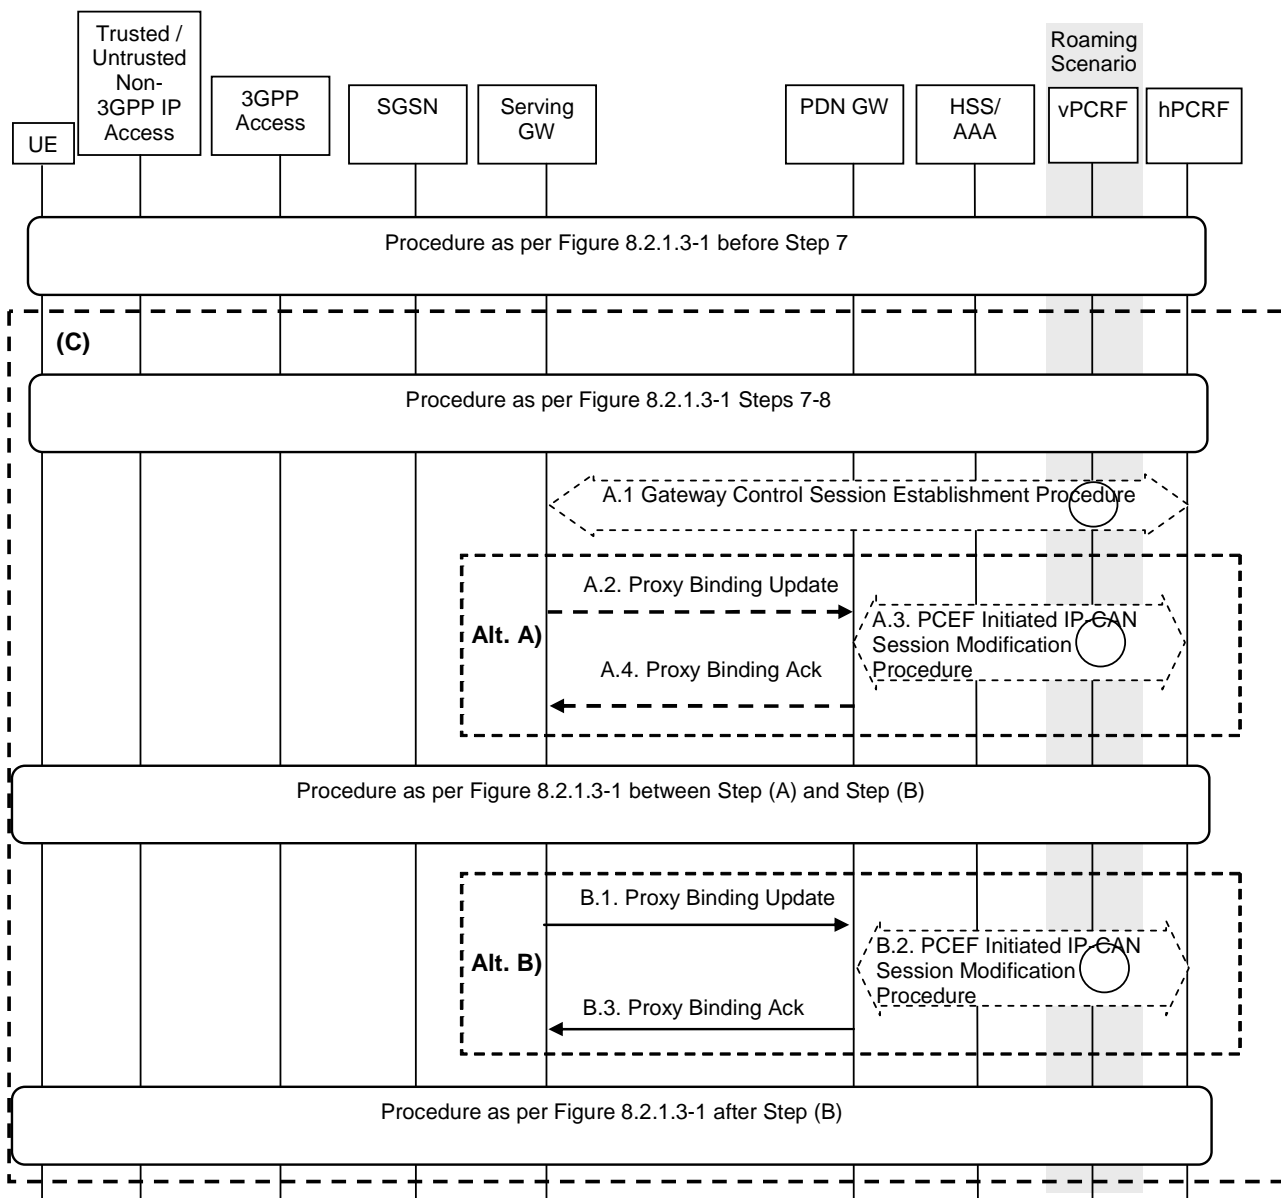 Trusted /
Untrusted
Non-
3GPP IP
Access
Roaming
Scenario
UE
3GPP
Access
SGSN
Serving
GW
PDN GW
HSS/
AAA
vPCRF
hPCRF
Procedure as per Figure 8.2.1.3-1 before Step 7
(C)
Procedure as per Figure 8.2.1.3-1 Steps 7-8
A.1 Gateway Control Session Establishment Procedure
Alt. A)
A.2. Proxy Binding Update
A.3. PCEF Initiated IP-CAN
Session Modification
Procedure
A.4. Proxy Binding Ack
Procedure as per Figure 8.2.1.3-1 between Step (A) and Step (B)
Alt. B)
B.1. Proxy Binding Update
B.2. PCEF Initiated IP-CAN
Session Modification
Procedure
B.3. Proxy Binding Ack
Procedure as per Figure 8.2.1.3-1 after Step (B)